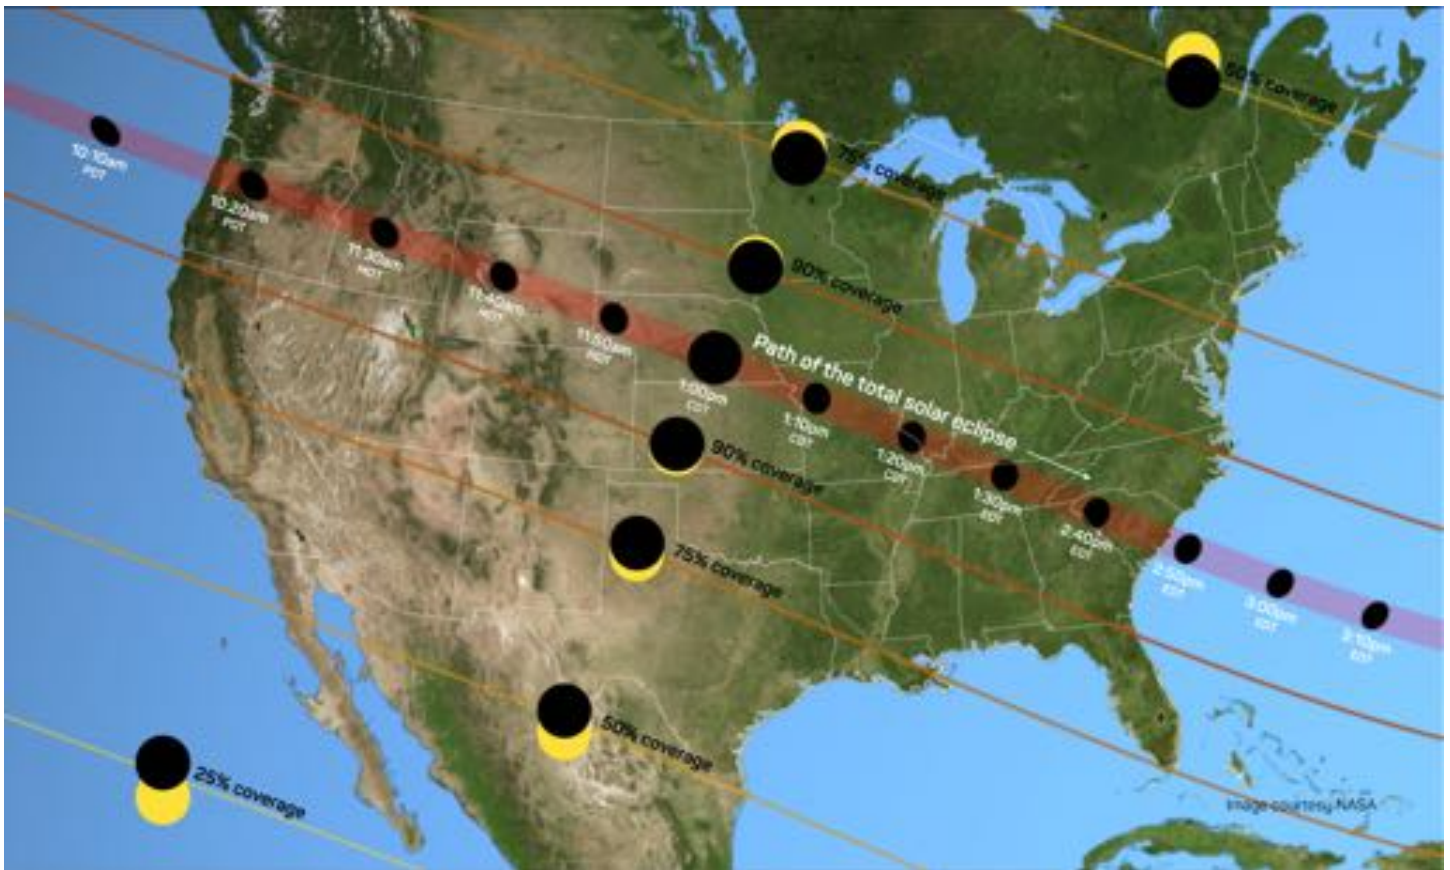 50% coverage
75% coverage
10:10am
PDT
10:20am
PDT
11:30am
MDT
90% coverage
11:40am
MDT
11:50am
MDT
Path of the total solar eclipse
1:00pm
CDT
1:10pm
CDT
1:20pm
CDT
90% coverage
1:30pm
EDT
2:40pm
EDT
75% coverage
2:50pm
EDT
3:00pm
EDT
3:10pm
EDT
50% coverage
25% coverage
Image courtesy NASA